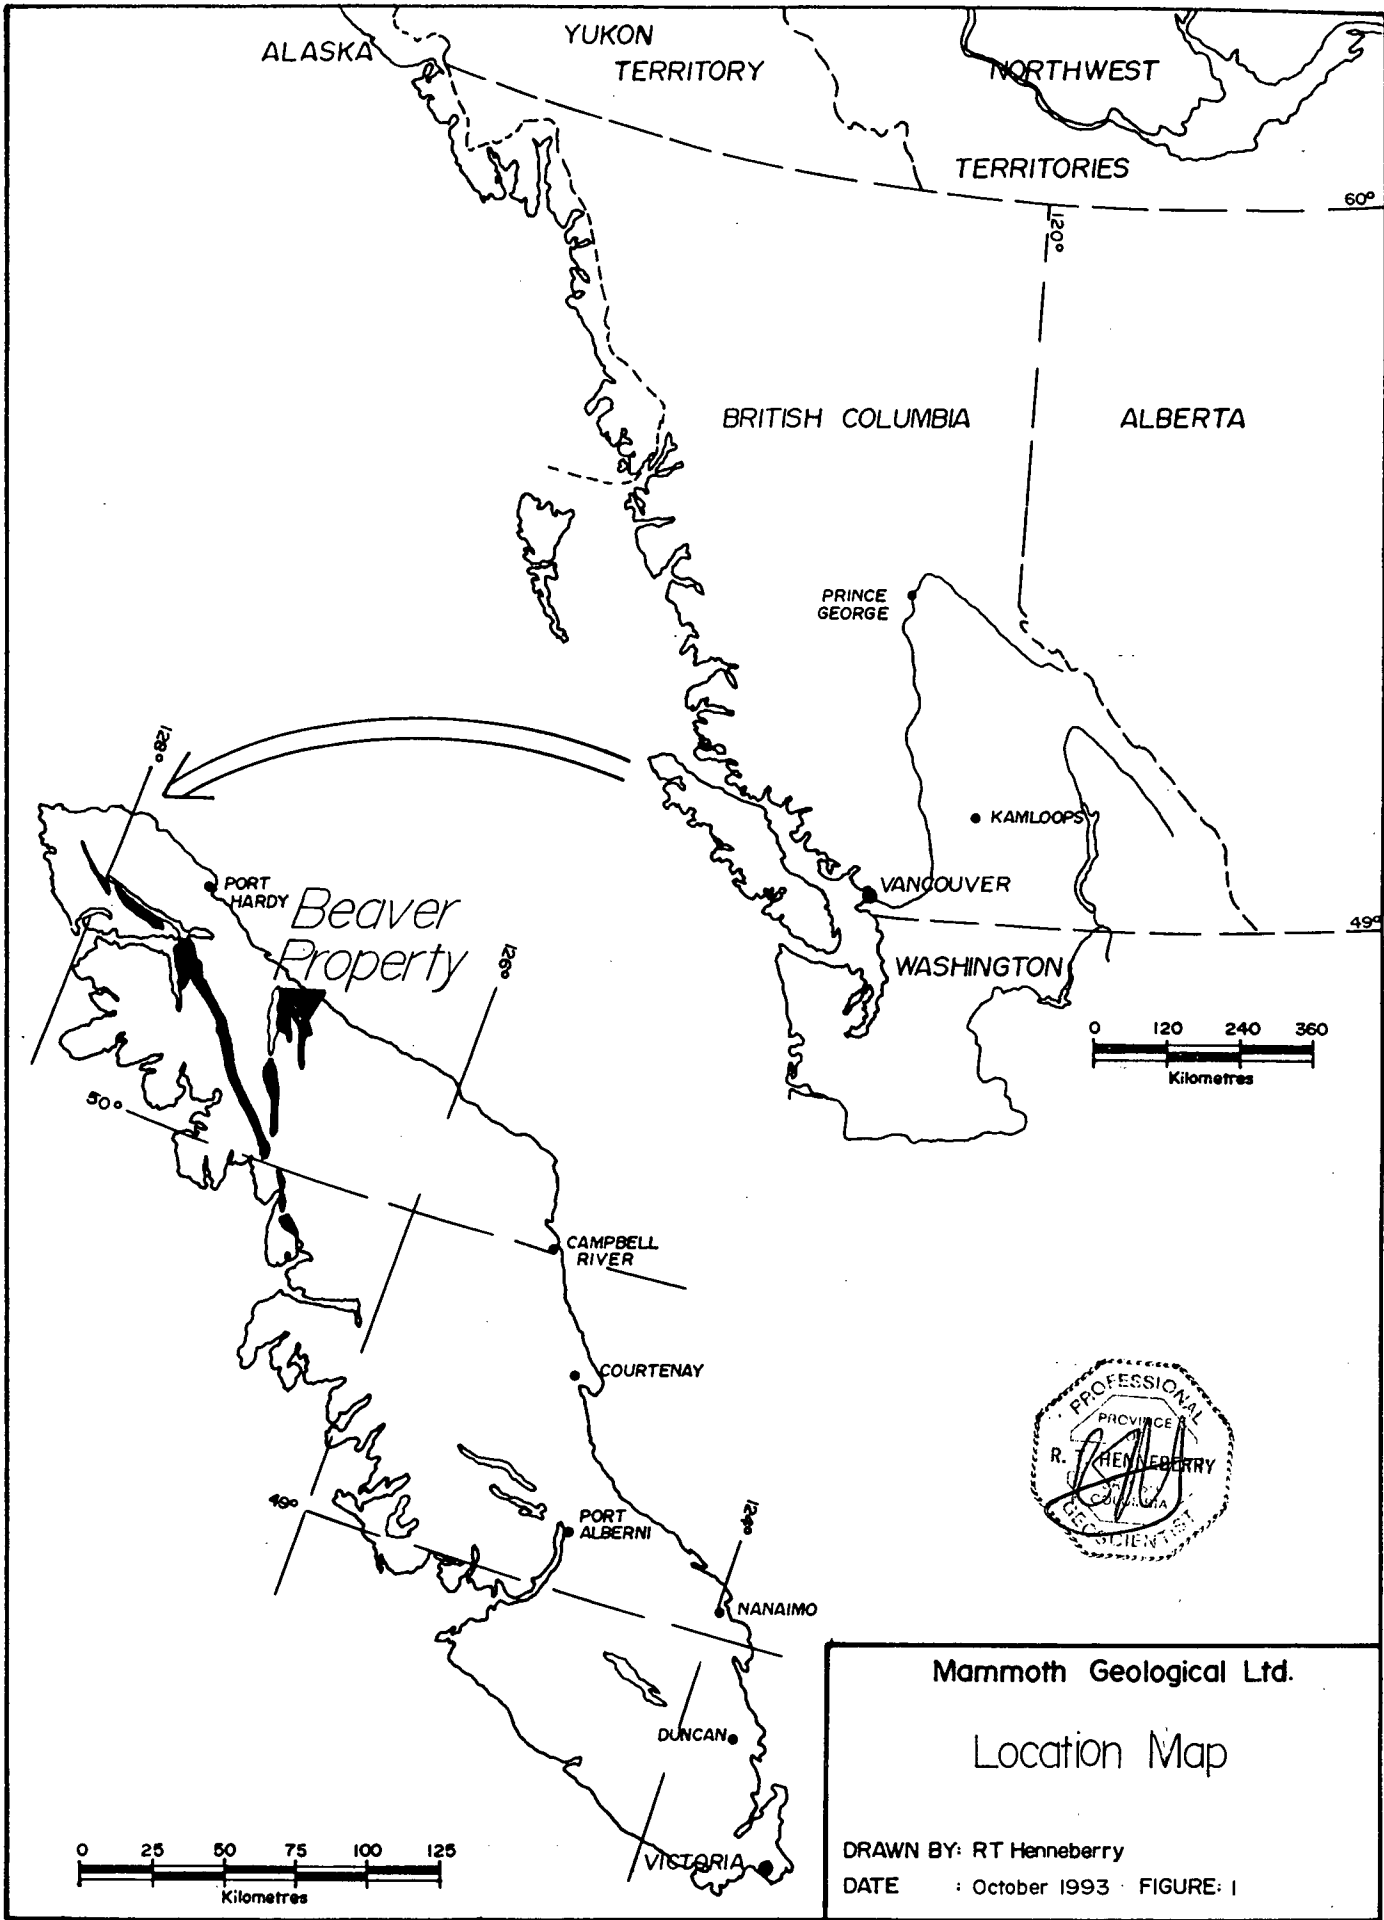 ALASKA
YUKON
TERRITORY
NORTHWEST
TERRITORIES
60°
120°
BRITISH COLUMBIA
ALBERTA
PRINCE
GEORGE
KAMLOOPS
VANCOUVER
49°
WASHINGTON
0 120 240 360
Kilometres
128°
PORT
HARDY
Beaver
Property
126°
50°
CAMPBELL
RIVER
COURTENAY
49°
PORT
ALBERNI
124°
NANAIMO
DUNCAN
VICTORIA
0 25 50 75 100 125
Kilometres
PROFESSIONAL
PROVINCE
R. T. HENNEBERRY
COLUMBIA
GEOSCIENTIST
Mammoth Geological Ltd.
Location Map
DRAWN BY: RT Henneberry
DATE : October 1993 FIGURE: 1